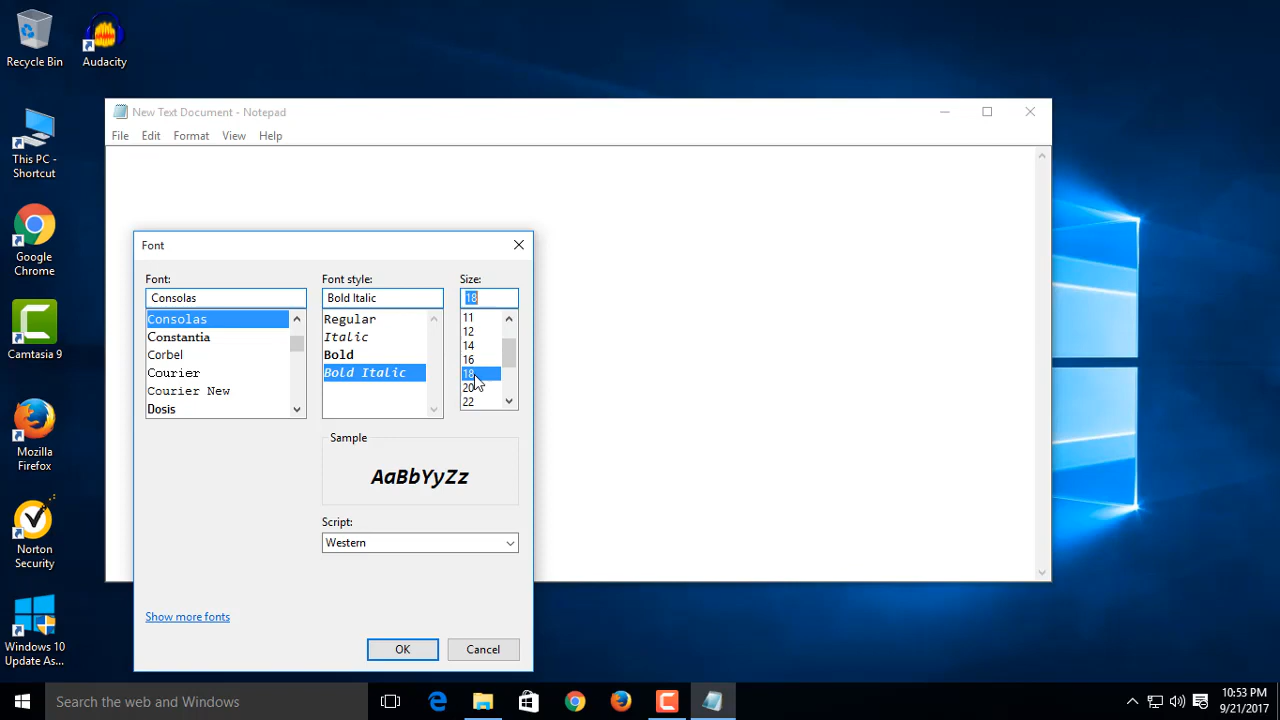 Recycle Bin
Audacity
This PC -
Shortcut
Google
Chrome
Camtasia 9
Mozilla
Firefox
Norton
Security
Windows 10
Update As...
New Text Document - Notepad
File Edit Format View Help
Font
Font: Font style: Size:
Consolas Bold Italic 18
Consolas
Constantia
Corbel
Courier
Courier New
Dosis
Regular
Italic
Bold
Bold Italic
11
12
14
16
18
20
22
Sample
AaBbYyZz
Script:
Western
Show more fonts
OK Cancel
Search the web and Windows
10:53 PM
9/21/2017